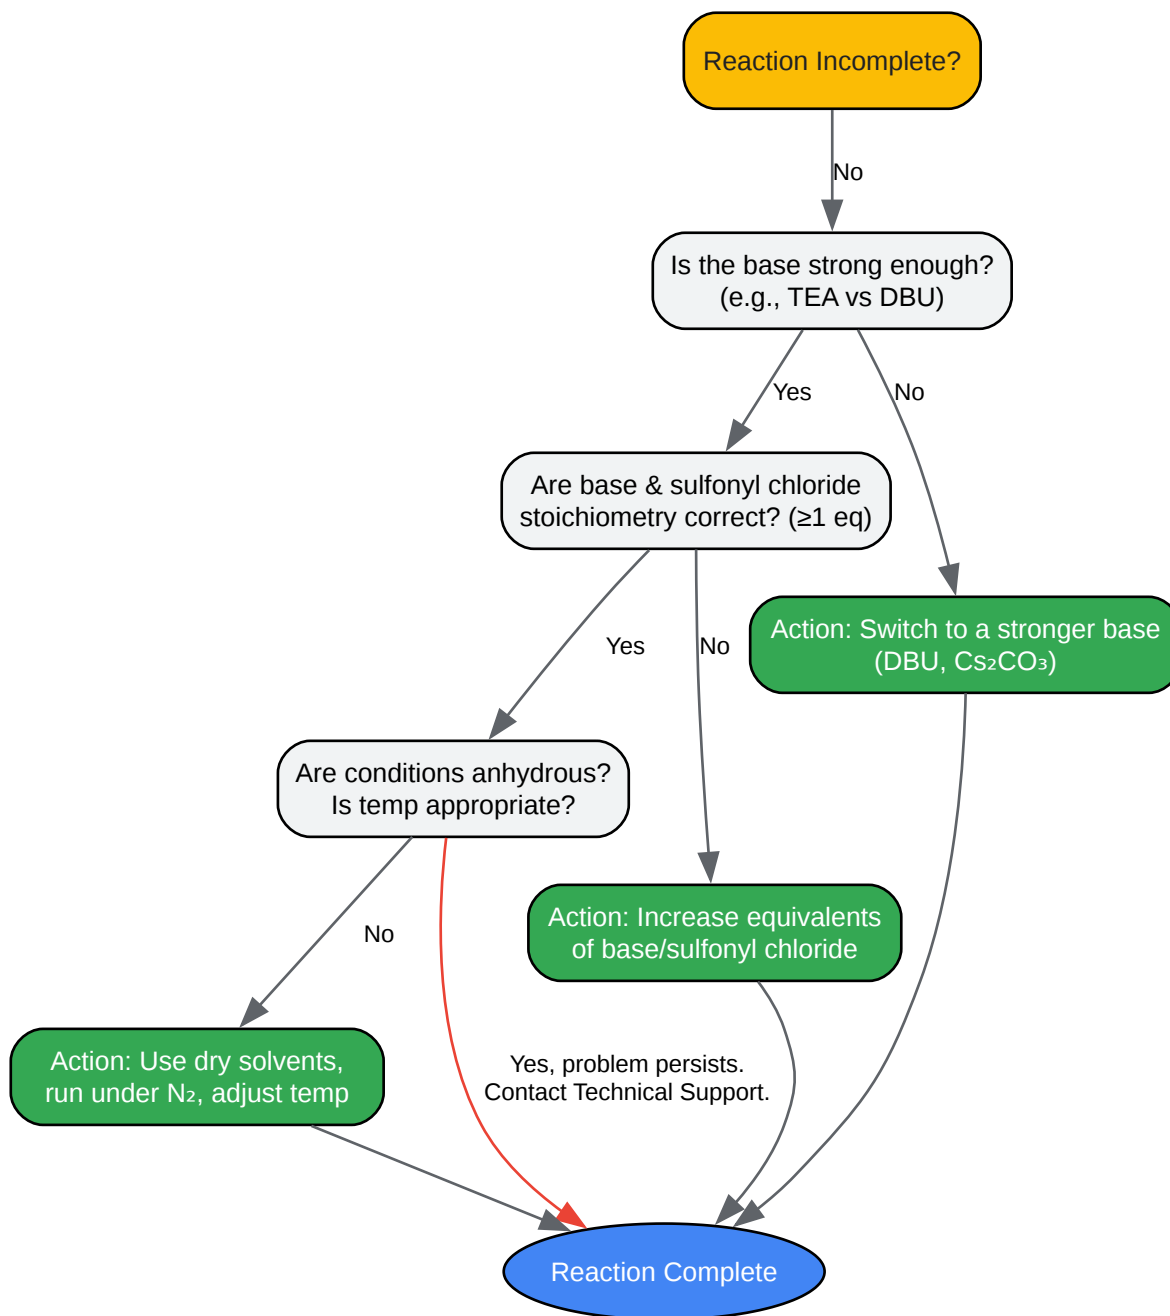 Reaction Incomplete?
No
Is the base strong enough?
(e.g., TEA vs DBU)
Yes
No
Are base & sulfonyl chloride
stoichiometry correct? (≥1 eq)
Yes
No
Action: Switch to a stronger base
(DBU, Cs₂CO₃)
Are conditions anhydrous?
Is temp appropriate?
No
Action: Increase equivalents
of base/sulfonyl chloride
Action: Use dry solvents,
run under N₂, adjust temp
Yes, problem persists.
Contact Technical Support.
Reaction Complete